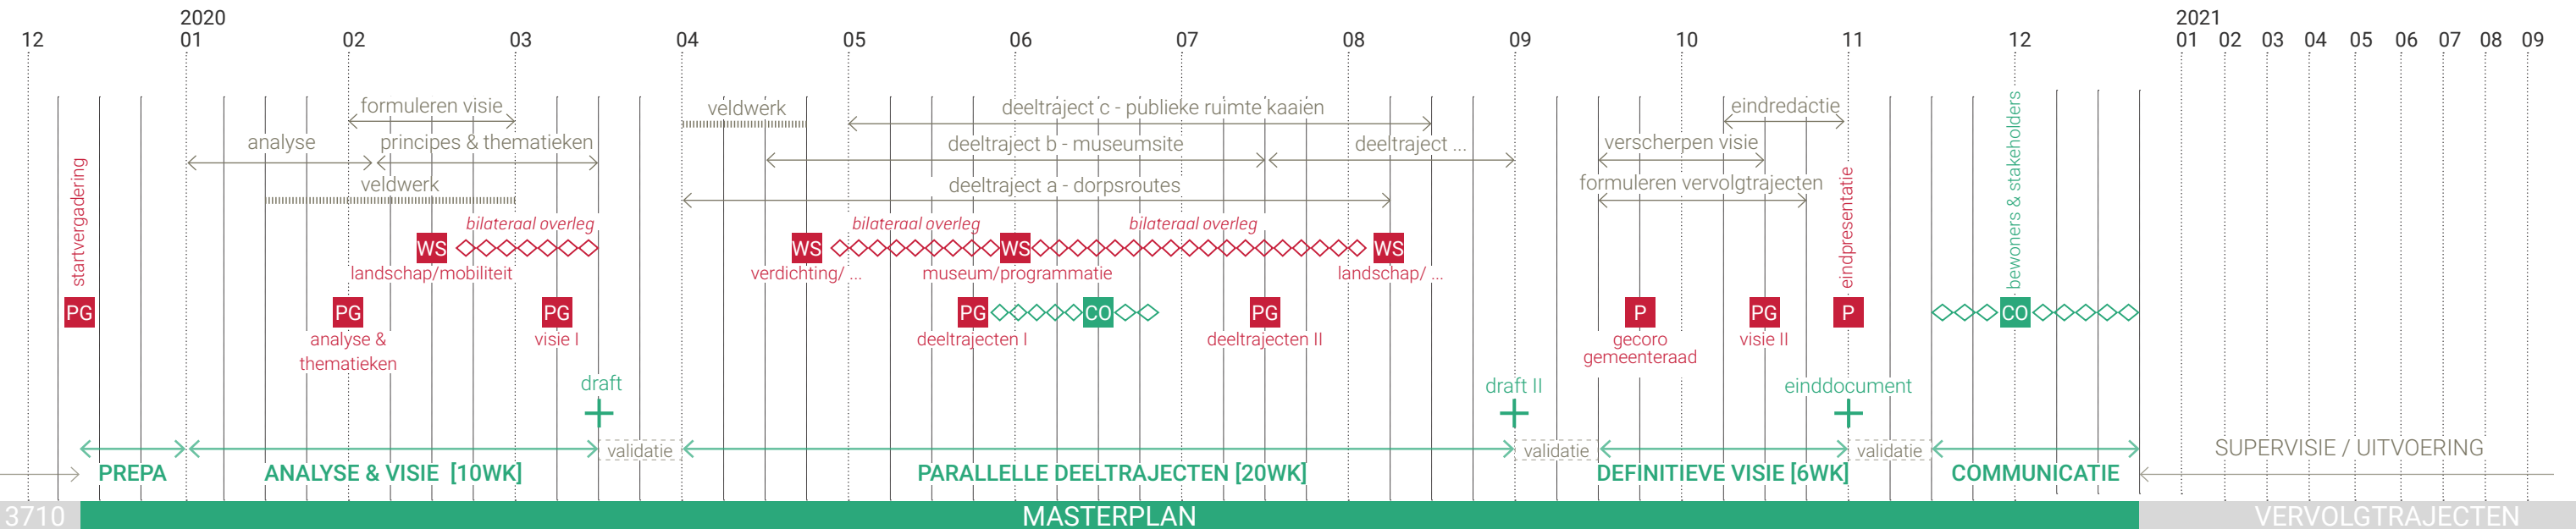 2020
2021
12 01 02 03 04 05 06 07 08 09 10 11 12 01 02 03 04 05 06 07 08 09
formuleren visie
veldwerk
deeltraject c - publieke ruimte kaaien
eindredactie
bewoners & stakeholders
analyse
principes & thematieken
deeltraject b - museumsite
deeltraject ...
verscherpen visie
startvergadering
veldwerk
deeltraject a - dorpsroutes
formuleren vervolgtrajecten
eindpresentatie
bilateraal overleg
bilateraal overleg
bilateraal overleg
WS
WS
WS
WS
landschap/mobiliteit
verdichting/ ...
museum/programmatie
landschap/ ...
PG
PG
PG
PG
CO
PG
P
PG
P
CO
analyse &
thematieken
visie I
deeltrajecten I
deeltrajecten II
gecoro
gemeenteraad
visie II
draft
draft II
einddocument
validatie
validatie
validatie
SUPERVISIE / UITVOERING
PREPA
ANALYSE & VISIE [10WK]
PARALLELLE DEELTRAJECTEN [20WK]
DEFINITIEVE VISIE [6WK]
COMMUNICATIE
3710
MASTERPLAN
VERVOLGTRAJECTEN